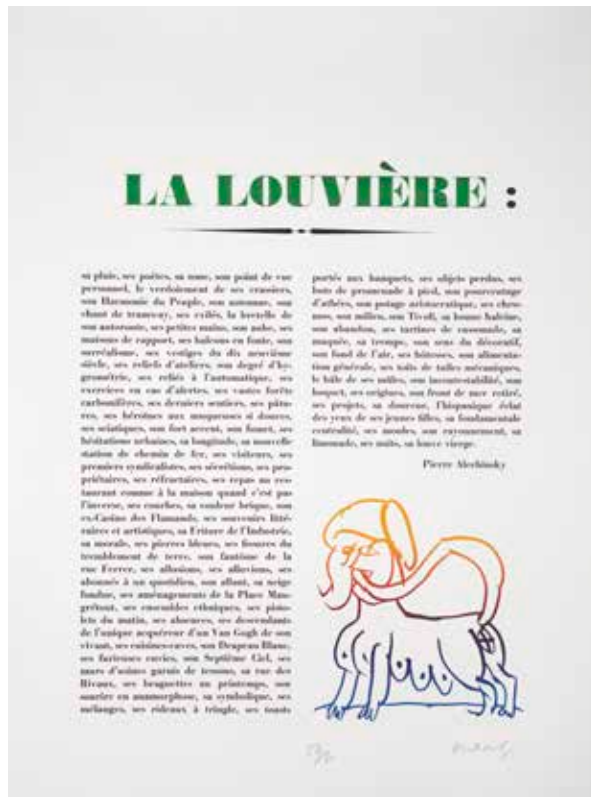 LA LOUVIÈRE :
sa pluie, ses poètes, sa zone, son point de vue
personnel, le verdoiement de ses crassiers,
son Harmonie du Peuple, son automne, son
chant de tramway, ses exilés, la bretelle de
son autoroute, ses petites mains, son aube, ses
maisons de rapport, ses balcons en fonte, son
surréalisme, ses vestiges du dix neuvième
siècle, ses reliefs d'ateliers, son degré d'hy-
grométrie, ses reliés à l'automatique, ses
exercices en cas d'alertes, ses vastes forêts
carbonifères, ses derniers sentiers, ses pâtu-
res, ses héroïnes aux muqueuses si douces,
ses sciatiques, son fort accent, son fumet, ses
hésitations urbaines, sa longitude, sa nouvelle
station de chemin de fer, ses visiteurs, ses
premiers syndicalistes, ses sécrétions, ses pro-
priétaires, ses réfractaires, ses repas au res-
taurant comme à la maison quand c'est pas
l'inverse, ses couches, sa couleur brique, son
ex-Casino des Flamands, ses souvenirs litté-
raires et artistiques, sa Friture de l'Industrie,
sa morale, ses pierres bleues, ses fissures du
tremblement de terre, son fantôme de la
rue Ferrer, ses allusions, ses alluvions, ses
abonnés à un quotidien, son allant, sa neige
fondue, ses aménagements de la Place Mau-
grétout, ses ensembles ethniques, ses pisto-
lets du matin, ses absences, ses descendants
de l'unique acquéreur d'un Van Gogh de son
vivant, ses cuisines-caves, son Drapeau Blanc,
ses furieuses envies, son Septième Ciel, ses
murs d'usines garnis de tessons, sa rue des
Rivaux, ses braguettes au printemps, son
sourire en anamorphose, sa symbolique, ses
mélanges, ses rideaux à tringle, ses toasts
portés aux banquets, ses objets perdus, ses
buts de promenade à pied, son pourcentage
d'athées, son potage aristocratique, ses chro-
mos, son milieu, son Tivoli, sa bonne haleine,
son abandon, ses tartines de cassonade, sa
maquée, sa trempe, son sens du décoratif,
son fond de l'air, ses hôtesses, son alimenta-
tion générale, ses toits de tuiles mécaniques,
le hâle de ses milles, son incontestabilité, son
hoquet, ses origines, son front de mer retiré,
ses projets, sa douceur, l'hispanique éclat
des yeux de ses jeunes filles, sa fondamentale
centralité, ses moules, son rayonnement, sa
limonade, ses nuits, sa louve vierge.
Pierre Alechinsky